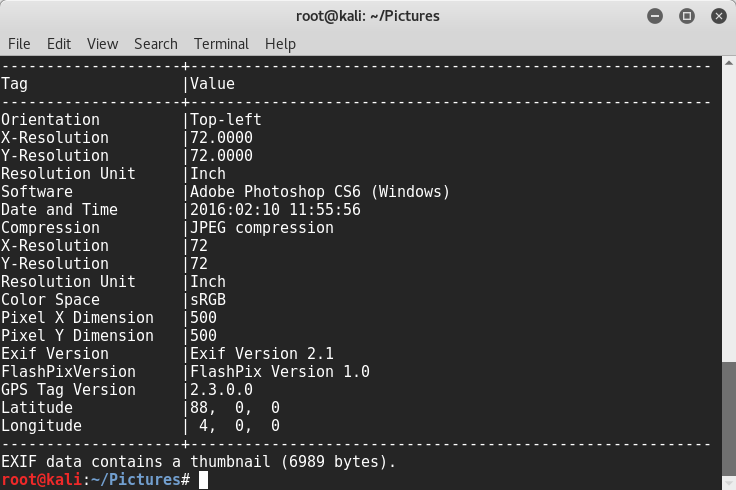 root@kali: ~/Pictures
File Edit View Search Terminal Help
--------------------+----------------------------------------------------------
Tag                 |Value
--------------------+----------------------------------------------------------
Orientation         |Top-left
X-Resolution        |72.0000
Y-Resolution        |72.0000
Resolution Unit     |Inch
Software            |Adobe Photoshop CS6 (Windows)
Date and Time       |2016:02:10 11:55:56
Compression         |JPEG compression
X-Resolution        |72
Y-Resolution        |72
Resolution Unit     |Inch
Color Space         |sRGB
Pixel X Dimension   |500
Pixel Y Dimension   |500
Exif Version        |Exif Version 2.1
FlashPixVersion     |FlashPix Version 1.0
GPS Tag Version     |2.3.0.0
Latitude            |88,  0,  0
Longitude           | 4,  0,  0
--------------------+----------------------------------------------------------
EXIF data contains a thumbnail (6989 bytes).
root@kali:~/Pictures#